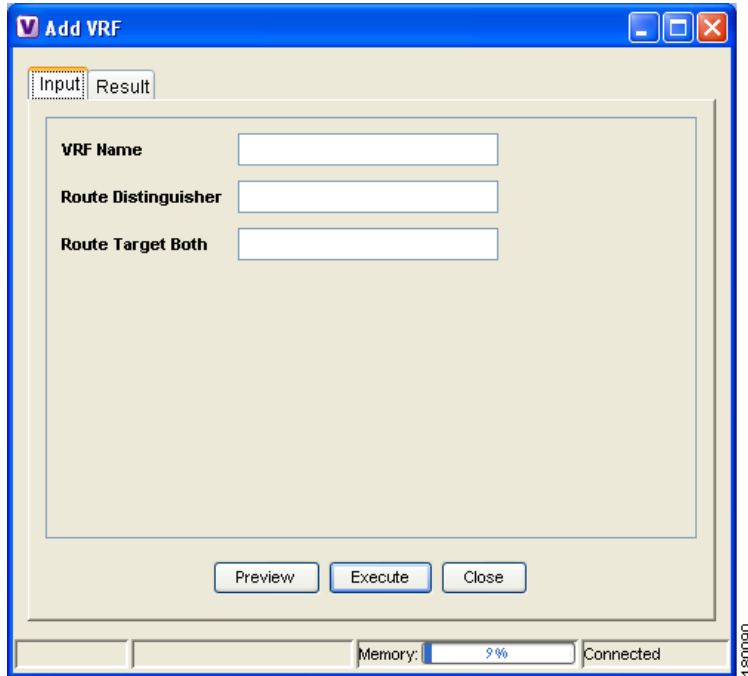 V Add VRF
Input Result
VRF Name
Route Distinguisher
Route Target Both
Preview Execute Close
Memory: 9% Connected
180090